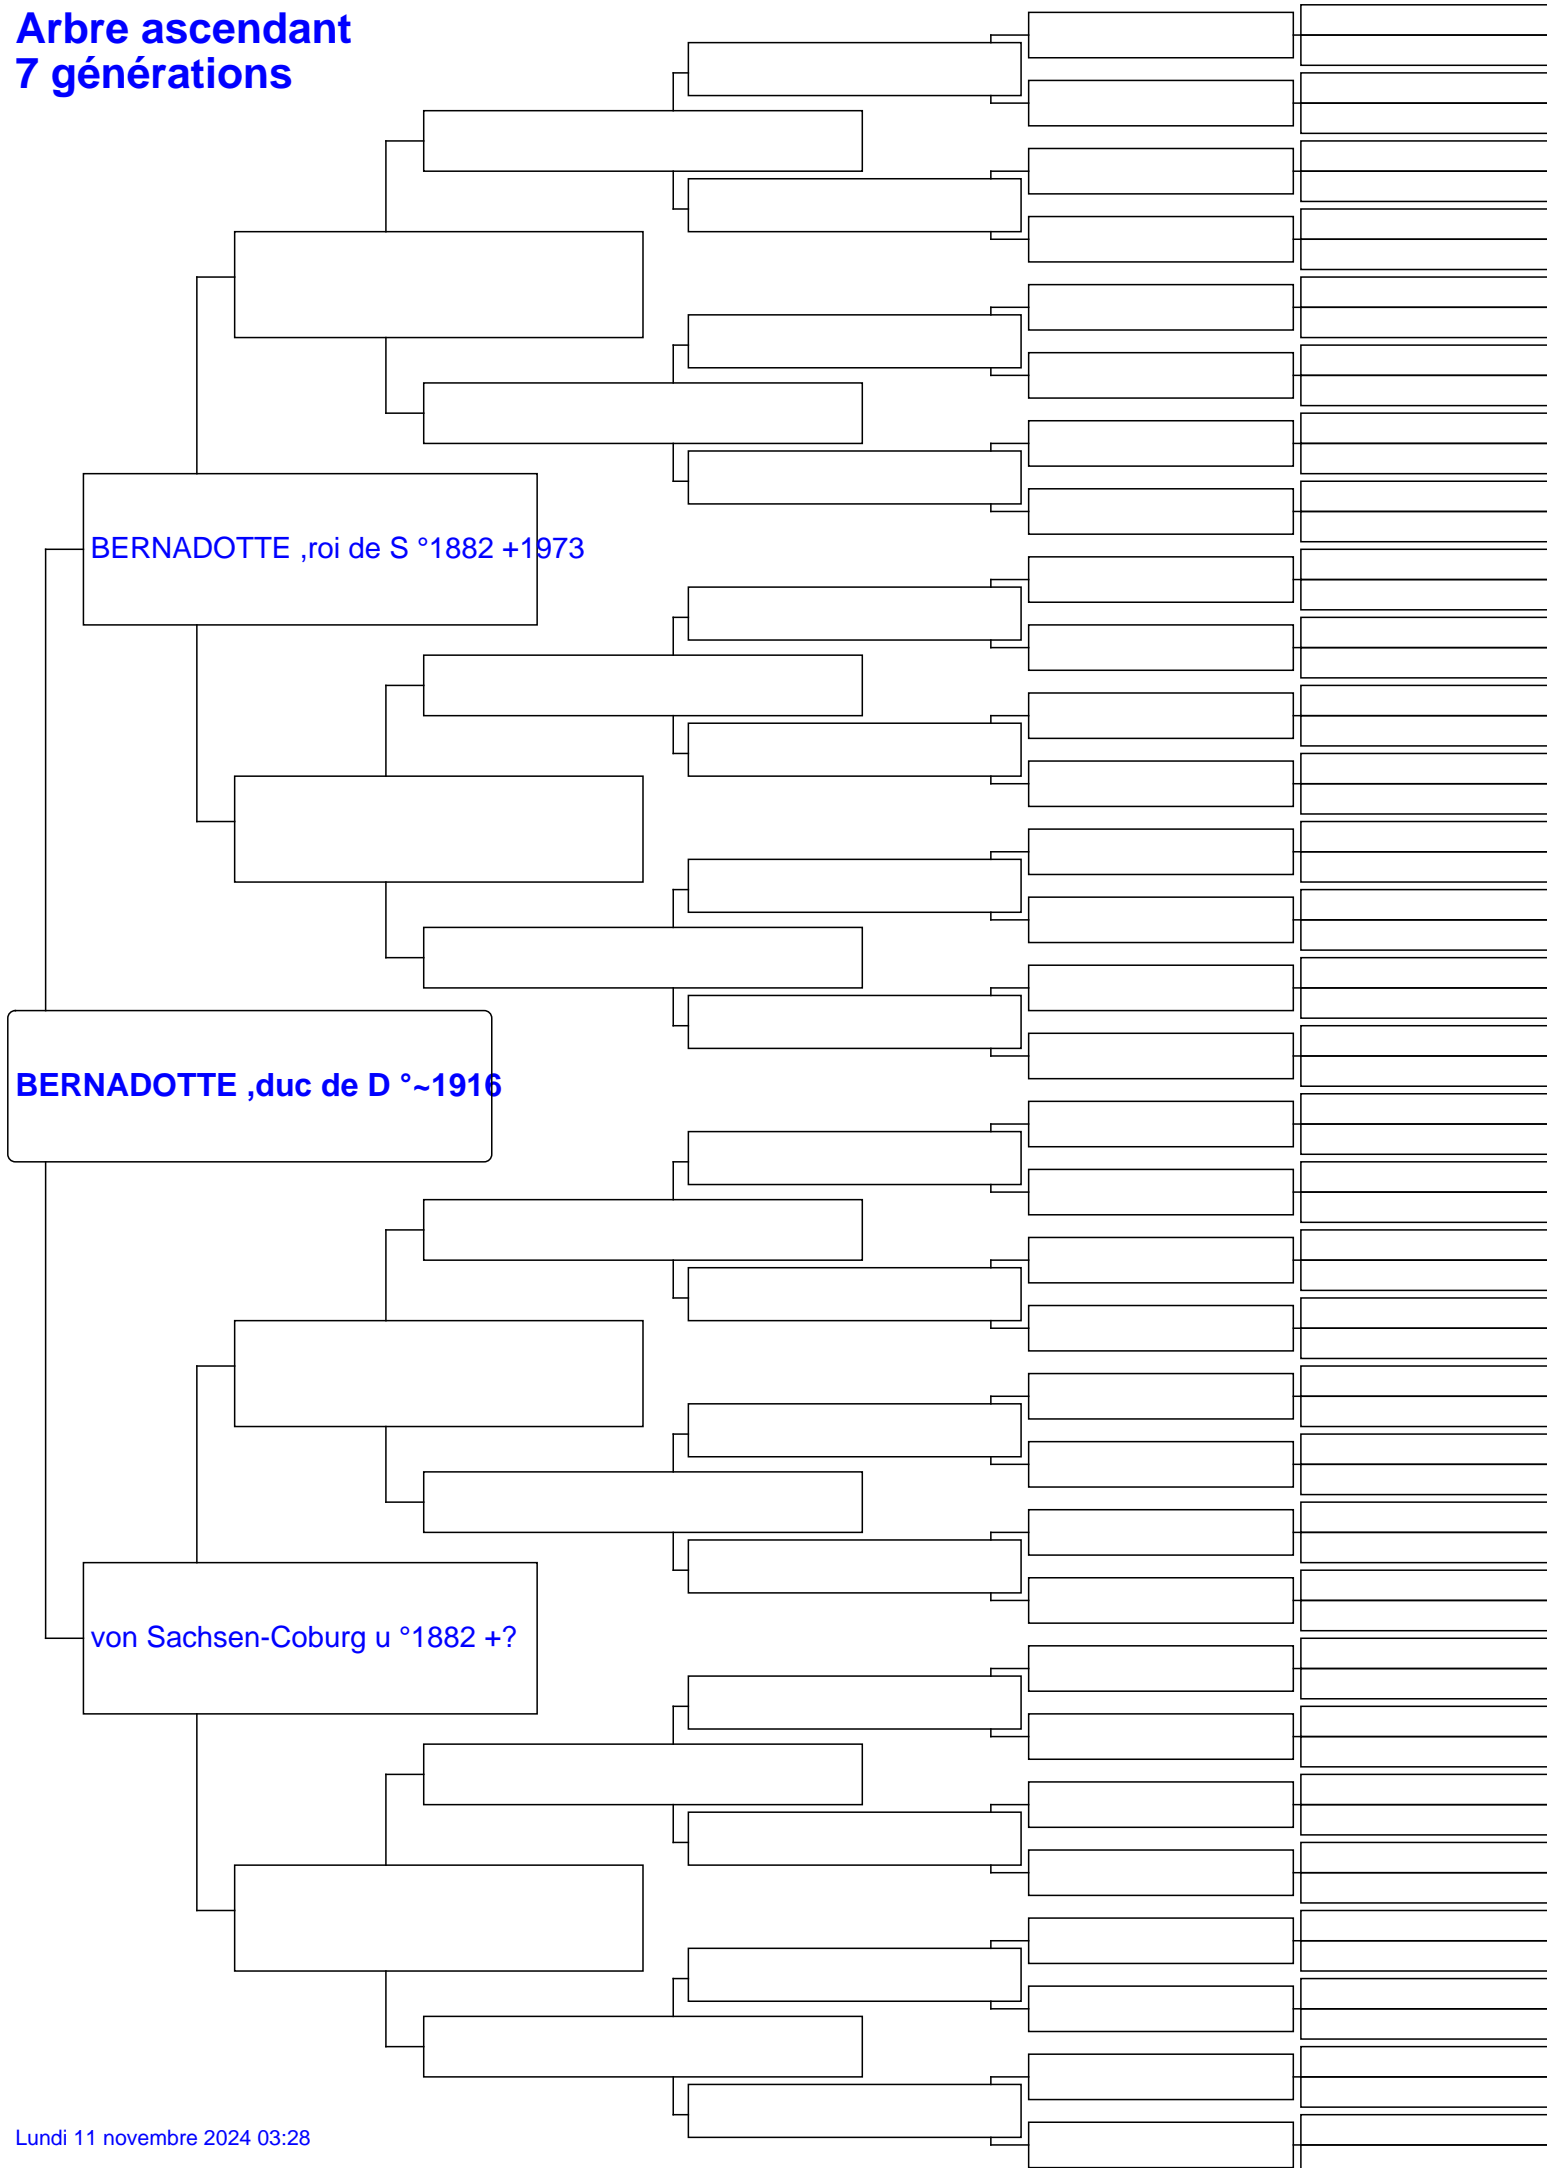 Arbre ascendant
7 générations
BERNADOTTE ,roi de S °1882 +1973
BERNADOTTE ,duc de D °~1916
von Sachsen-Coburg u °1882 +?
Lundi 11 novembre 2024 03:28